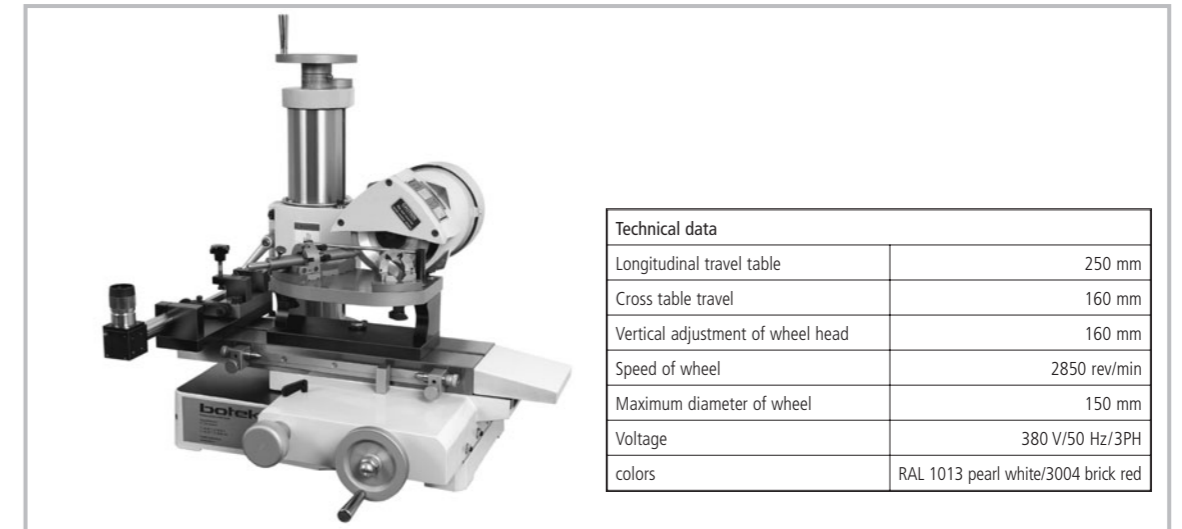 botek
Technical data
Longitudinal travel table 250 mm
Cross table travel 160 mm
Vertical adjustment of wheel head 160 mm
Speed of wheel 2850 rev/min
Maximum diameter of wheel 150 mm
Voltage 380 V/50 Hz/3PH
colors RAL 1013 pearl white/3004 brick red